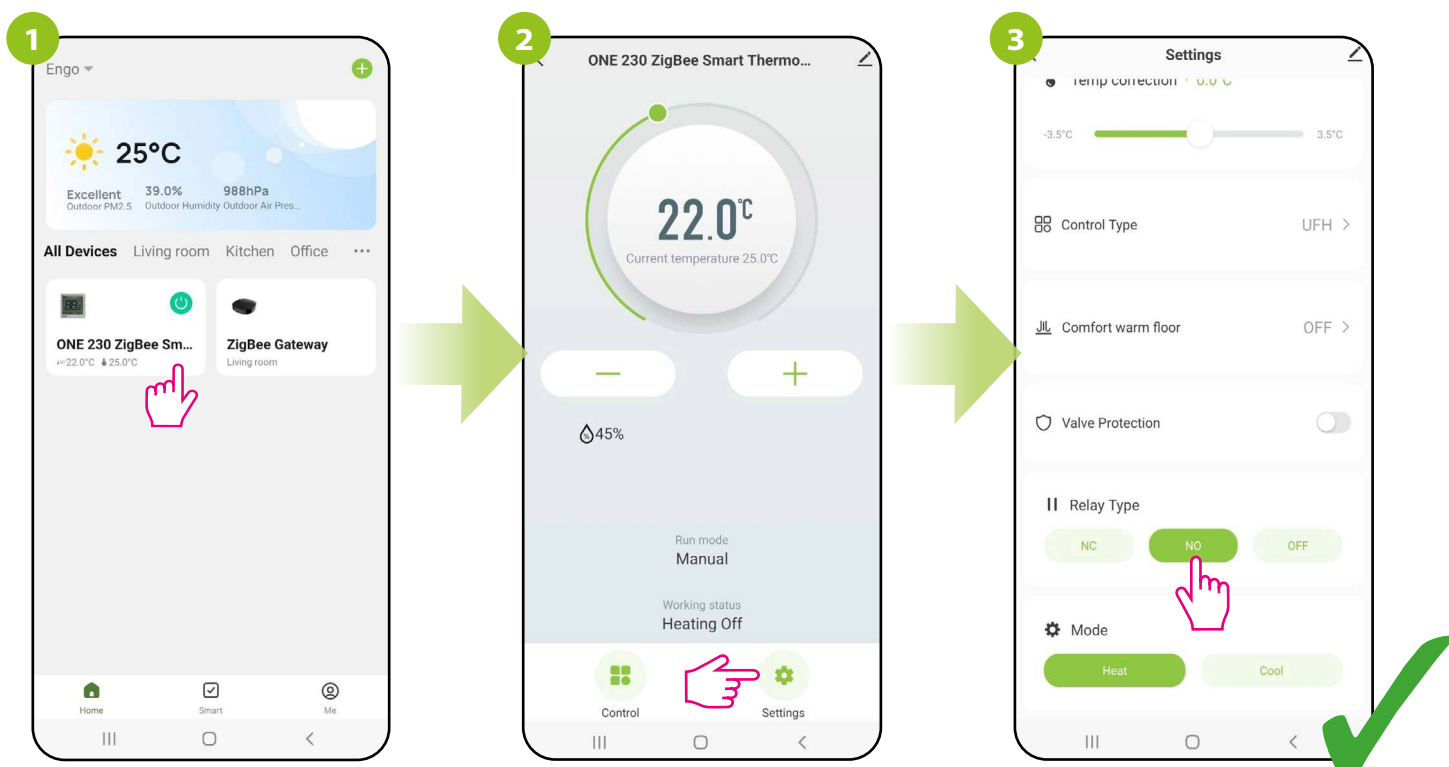 1
Engo
25°C
Excellent 39.0% 988hPa
Outdoor PM2.5 Outdoor Humidity Outdoor Air Pres...
All Devices Living room Kitchen Office ...
ONE 230 ZigBee Sm...
22.0°C 25.0°C
ZigBee Gateway
Living room
Home Smart Me
2
ONE 230 ZigBee Smart Thermo...
22.0°C
Current temperature 25.0°C
− +
45%
Run mode
Manual
Working status
Heating Off
Control Settings
3
Settings
Temp correction · 0.0°C
-3.5°C 3.5°C
Control Type UFH >
Comfort warm floor OFF >
Valve Protection
Relay Type
NC NO OFF
Mode
Heat Cool